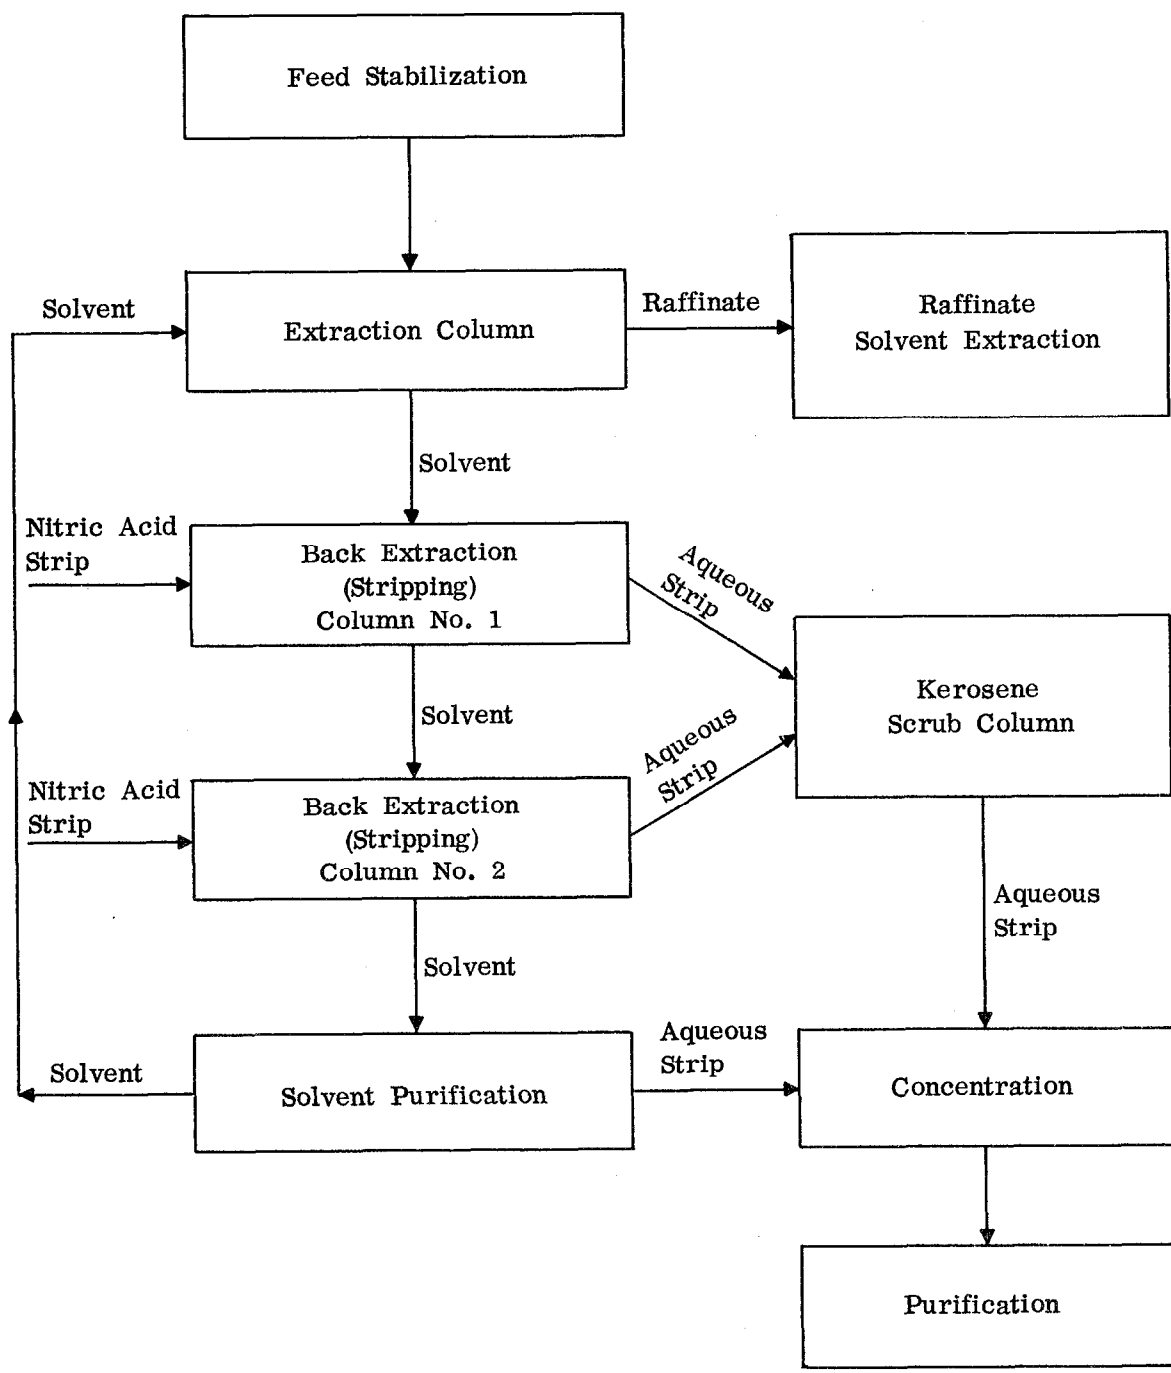 Feed Stabilization
Solvent
Extraction Column
Raffinate
Raffinate
Solvent Extraction
Solvent
Nitric Acid
Strip
Back Extraction
(Stripping)
Column No. 1
Aqueous
Strip
Solvent
Kerosene
Scrub Column
Aqueous
Strip
Nitric Acid
Strip
Back Extraction
(Stripping)
Column No. 2
Aqueous
Strip
Solvent
Solvent
Solvent Purification
Aqueous
Strip
Concentration
Purification